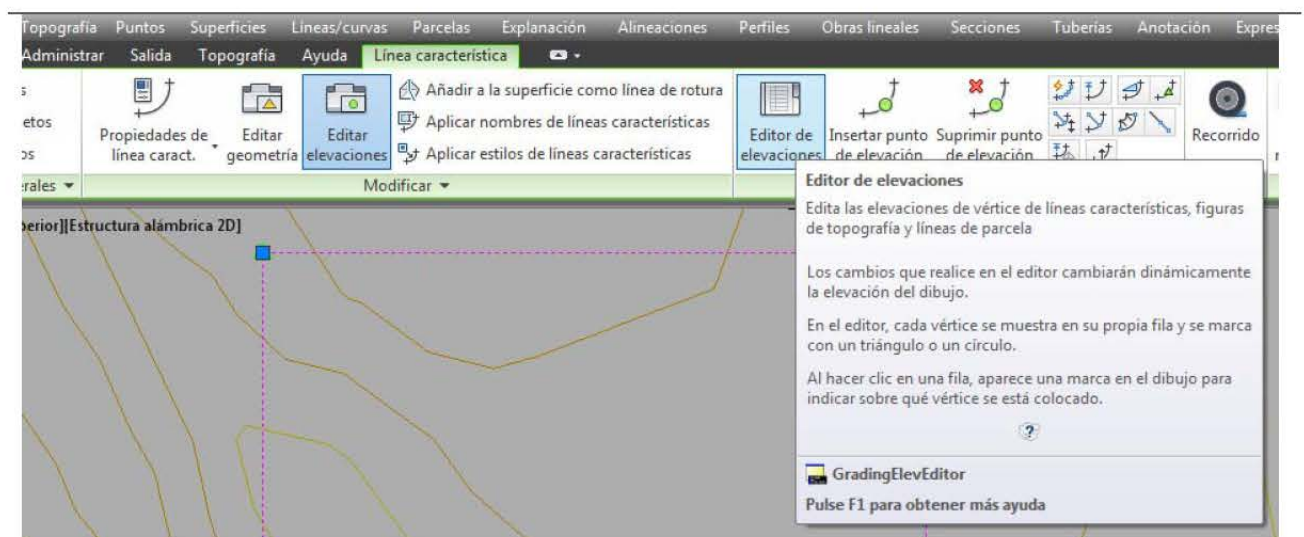 Topografía Puntos Superficies Líneas/curvas Parcelas Explanación Alineaciones Perfiles Obras lineales Secciones Tuberías Anotación Expres
Administrar Salida Topografía Ayuda Línea característica
s
etos
os
Propiedades de línea caract.
Editar geometría
Editar elevaciones
Añadir a la superficie como línea de rotura
Aplicar nombres de líneas características
Aplicar estilos de líneas características
Editor de elevaciones
Insertar punto de elevación
Suprimir punto de elevación
Recorrido
erales
Modificar
perior][Estructura alámbrica 2D]
Editor de elevaciones
Edita las elevaciones de vértice de líneas características, figuras
de topografía y líneas de parcela
Los cambios que realice en el editor cambiarán dinámicamente
la elevación del dibujo.
En el editor, cada vértice se muestra en su propia fila y se marca
con un triángulo o un círculo.
Al hacer clic en una fila, aparece una marca en el dibujo para
indicar sobre qué vértice se está colocado.
GradingElevEditor
Pulse F1 para obtener más ayuda